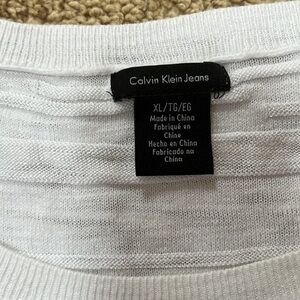 Calvin Klein Jeans
XL/TG/EG
Made in China
Fabriqué en
Chine
Hecho en China
Fabricado na
China